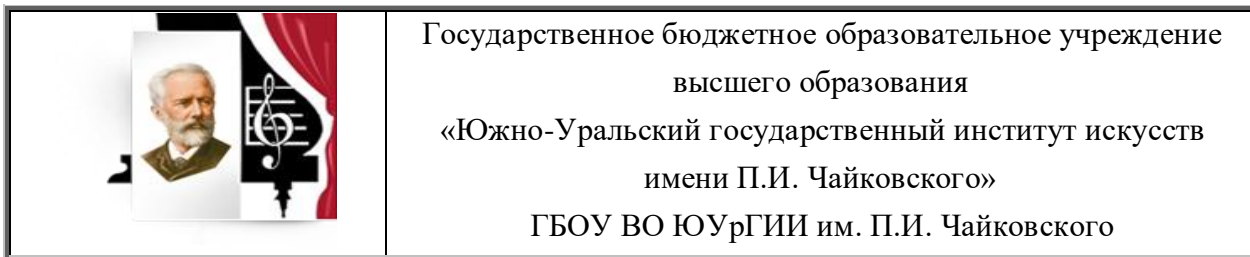 Государственное бюджетное образовательное учреждение
высшего образования
«Южно-Уральский государственный институт искусств
имени П.И. Чайковского»
ГБОУ ВО ЮУрГИИ им. П.И. Чайковского